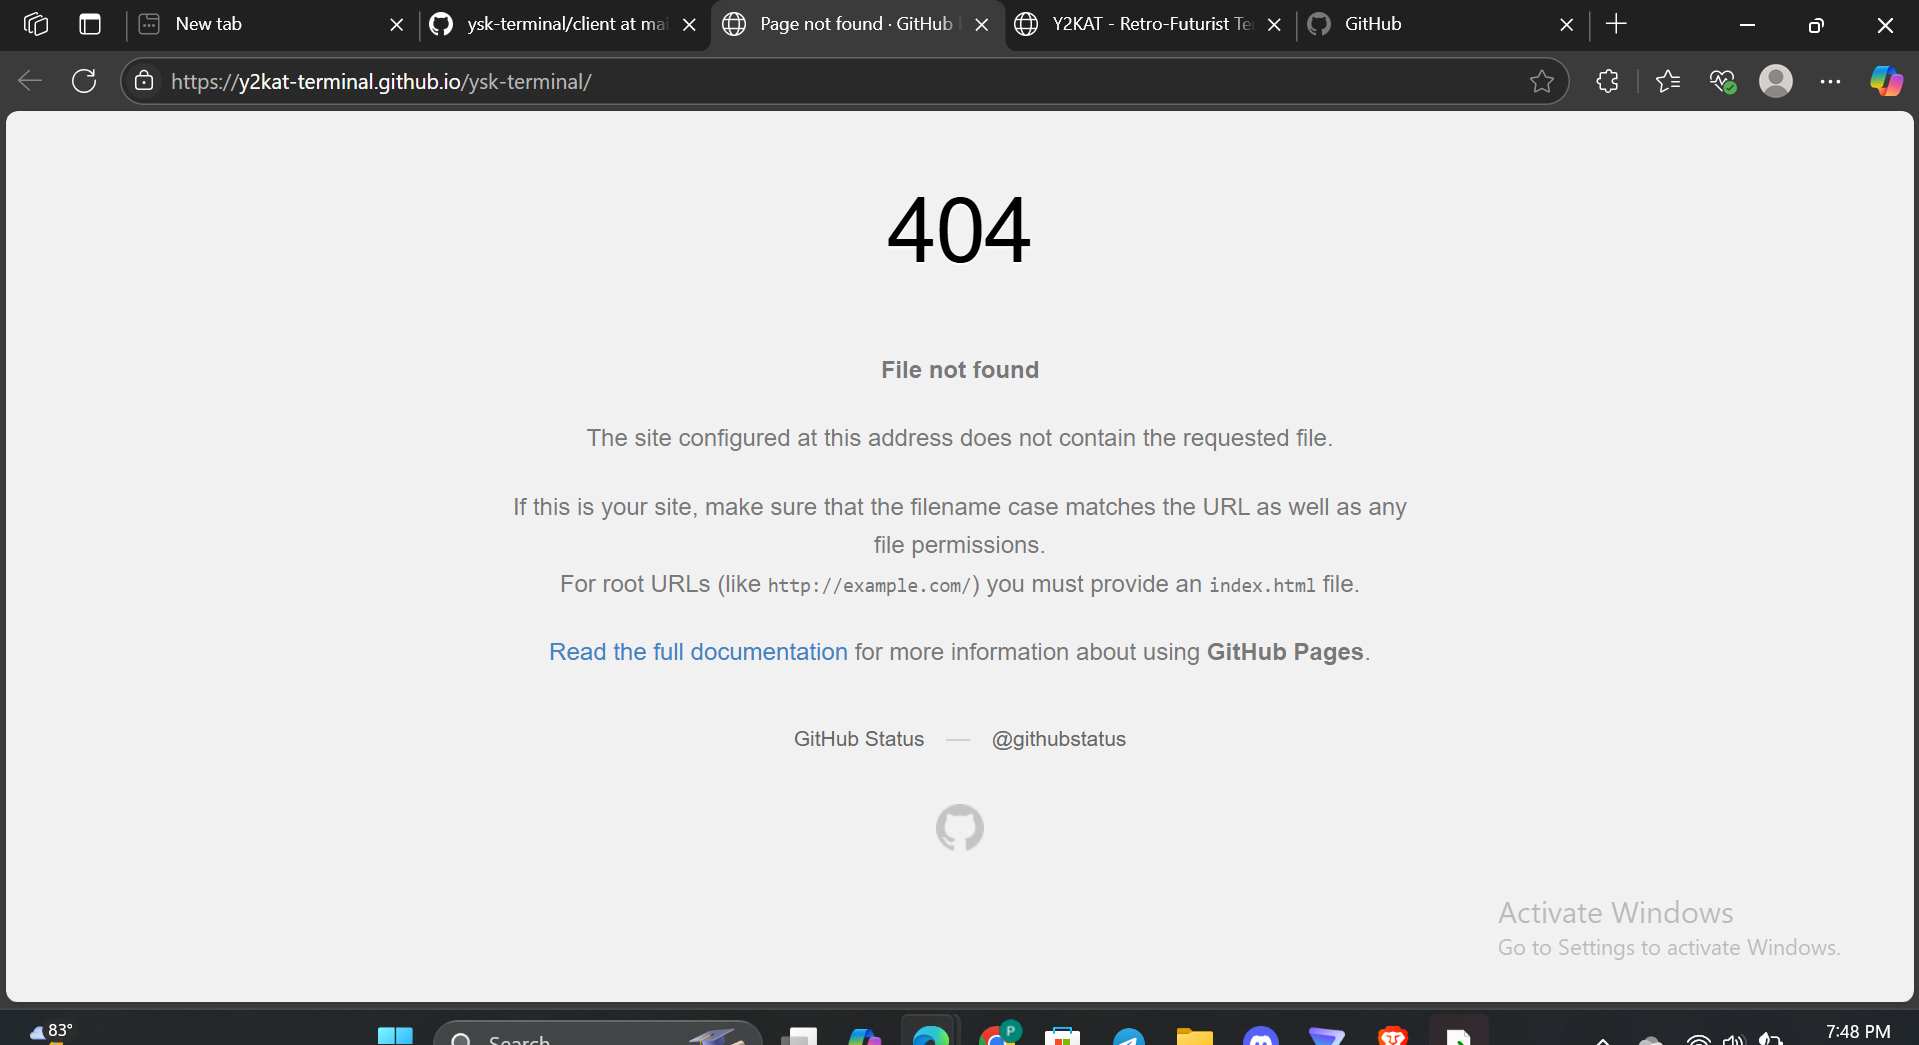 New tab
ysk-terminal/client at mai
Page not found · GitHub
Y2KAT - Retro-Futurist Te
GitHub
https://y2kat-terminal.github.io/ysk-terminal/
404
File not found
The site configured at this address does not contain the requested file.
If this is your site, make sure that the filename case matches the URL as well as any
file permissions.
For root URLs (like http://example.com/) you must provide an index.html file.
Read the full documentation for more information about using GitHub Pages.
GitHub Status — @githubstatus
Activate Windows
Go to Settings to activate Windows.
83°
Search
P
7:48 PM